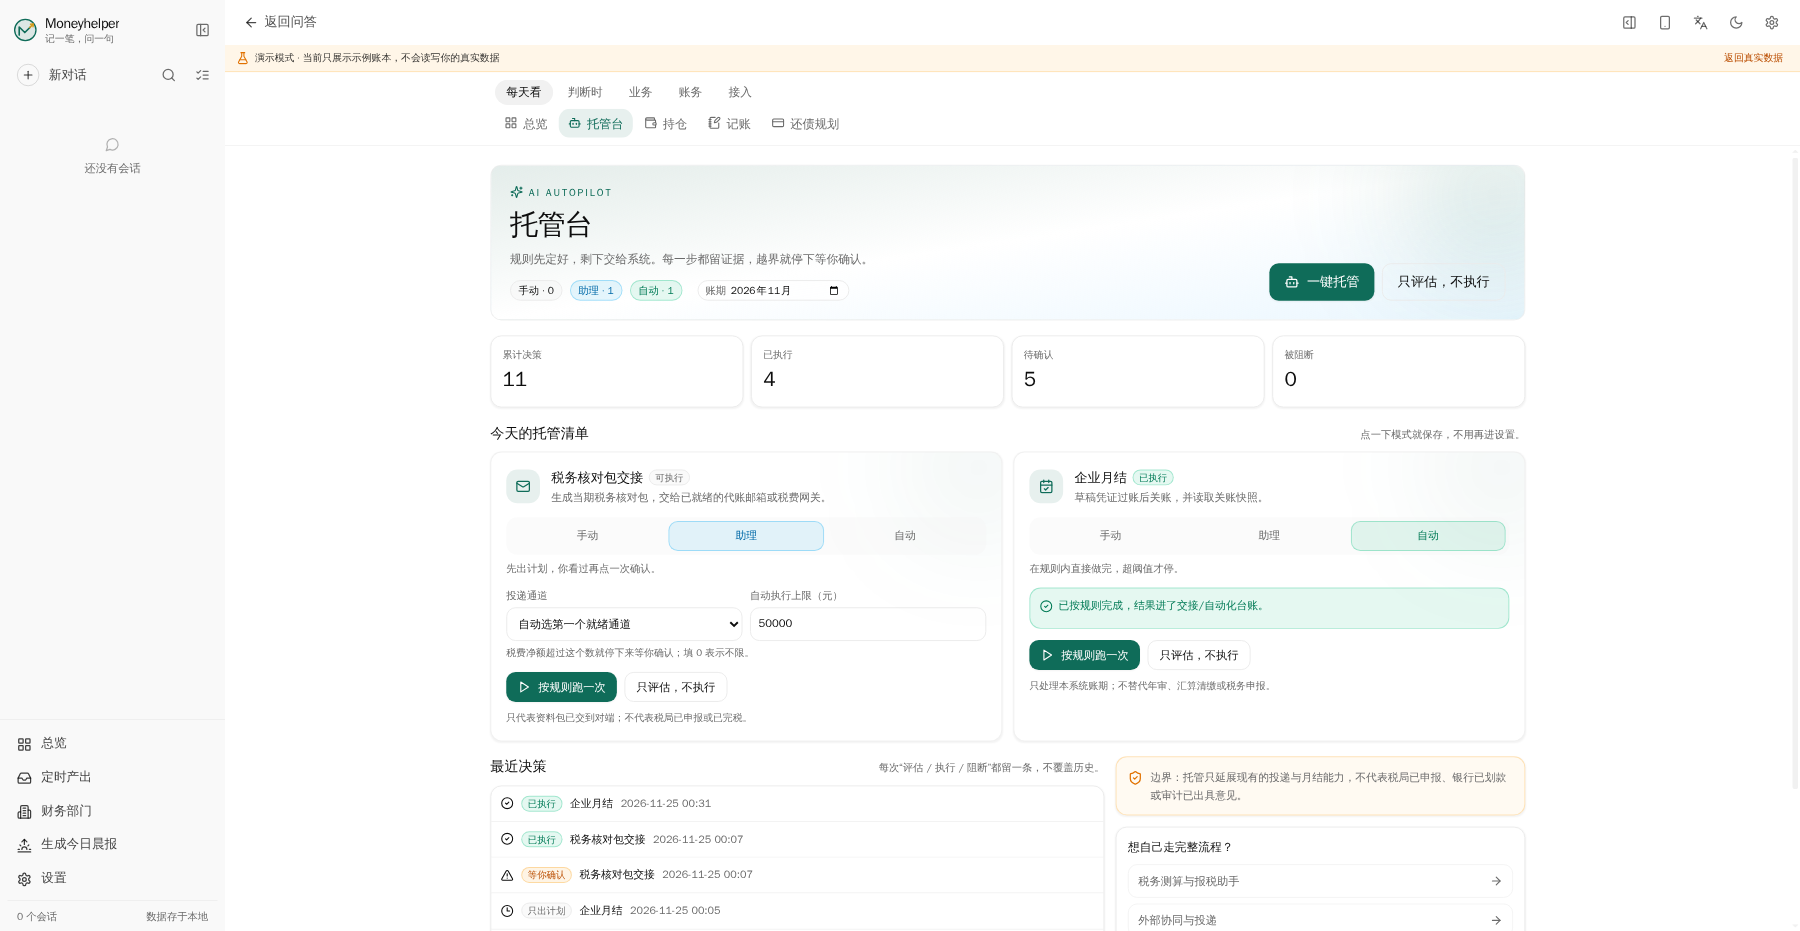 Moneyhelper
记一笔，问一句
新对话
还没有会话
总览
定时产出
财务部门
生成今日晨报
设置
0 个会话
数据存于本地
返回问答
演示模式 · 当前只展示示例账本，不会读写你的真实数据
返回真实数据
每天看
判断时
业务
账务
接入
总览
托管台
持仓
记账
还债规划
AI AUTOPILOT
托管台
规则先定好，剩下交给系统。每一步都留证据，越界就停下等你确认。
手动 · 0
助理 · 1
自动 · 1
账期 2026年11月
一键托管
只评估，不执行
累计决策
11
已执行
4
待确认
5
被阻断
0
今天的托管清单
点一下模式就保存，不用再进设置。
税务核对包交接
可执行
生成当期税务核对包，交给已就绪的代账邮箱或税费网关。
手动
助理
自动
先出计划，你看过再点一次确认。
投递通道
自动执行上限（元）
自动选第一个就绪通道
50000
税费净额超过这个数就停下来等你确认；填 0 表示不限。
按规则跑一次
只评估，不执行
只代表资料包已交到对端；不代表税局已申报或已完税。
企业月结
已执行
草稿凭证过账后关账，并读取关账快照。
手动
助理
自动
在规则内直接做完，超阈值才停。
已按规则完成，结果进了交接/自动化台账。
按规则跑一次
只评估，不执行
只处理本系统账期；不替代年审、汇算清缴或税务申报。
最近决策
每次“评估 / 执行 / 阻断”都留一条，不覆盖历史。
已执行 企业月结 2026-11-25 00:31
已执行 税务核对包交接 2026-11-25 00:07
等你确认 税务核对包交接 2026-11-25 00:07
只出计划 企业月结 2026-11-25 00:05
边界：托管只延展现有的投递与月结能力，不代表税局已申报、银行已划款
或审计已出具意见。
想自己走完整流程？
税务测算与报税助手
外部协同与投递